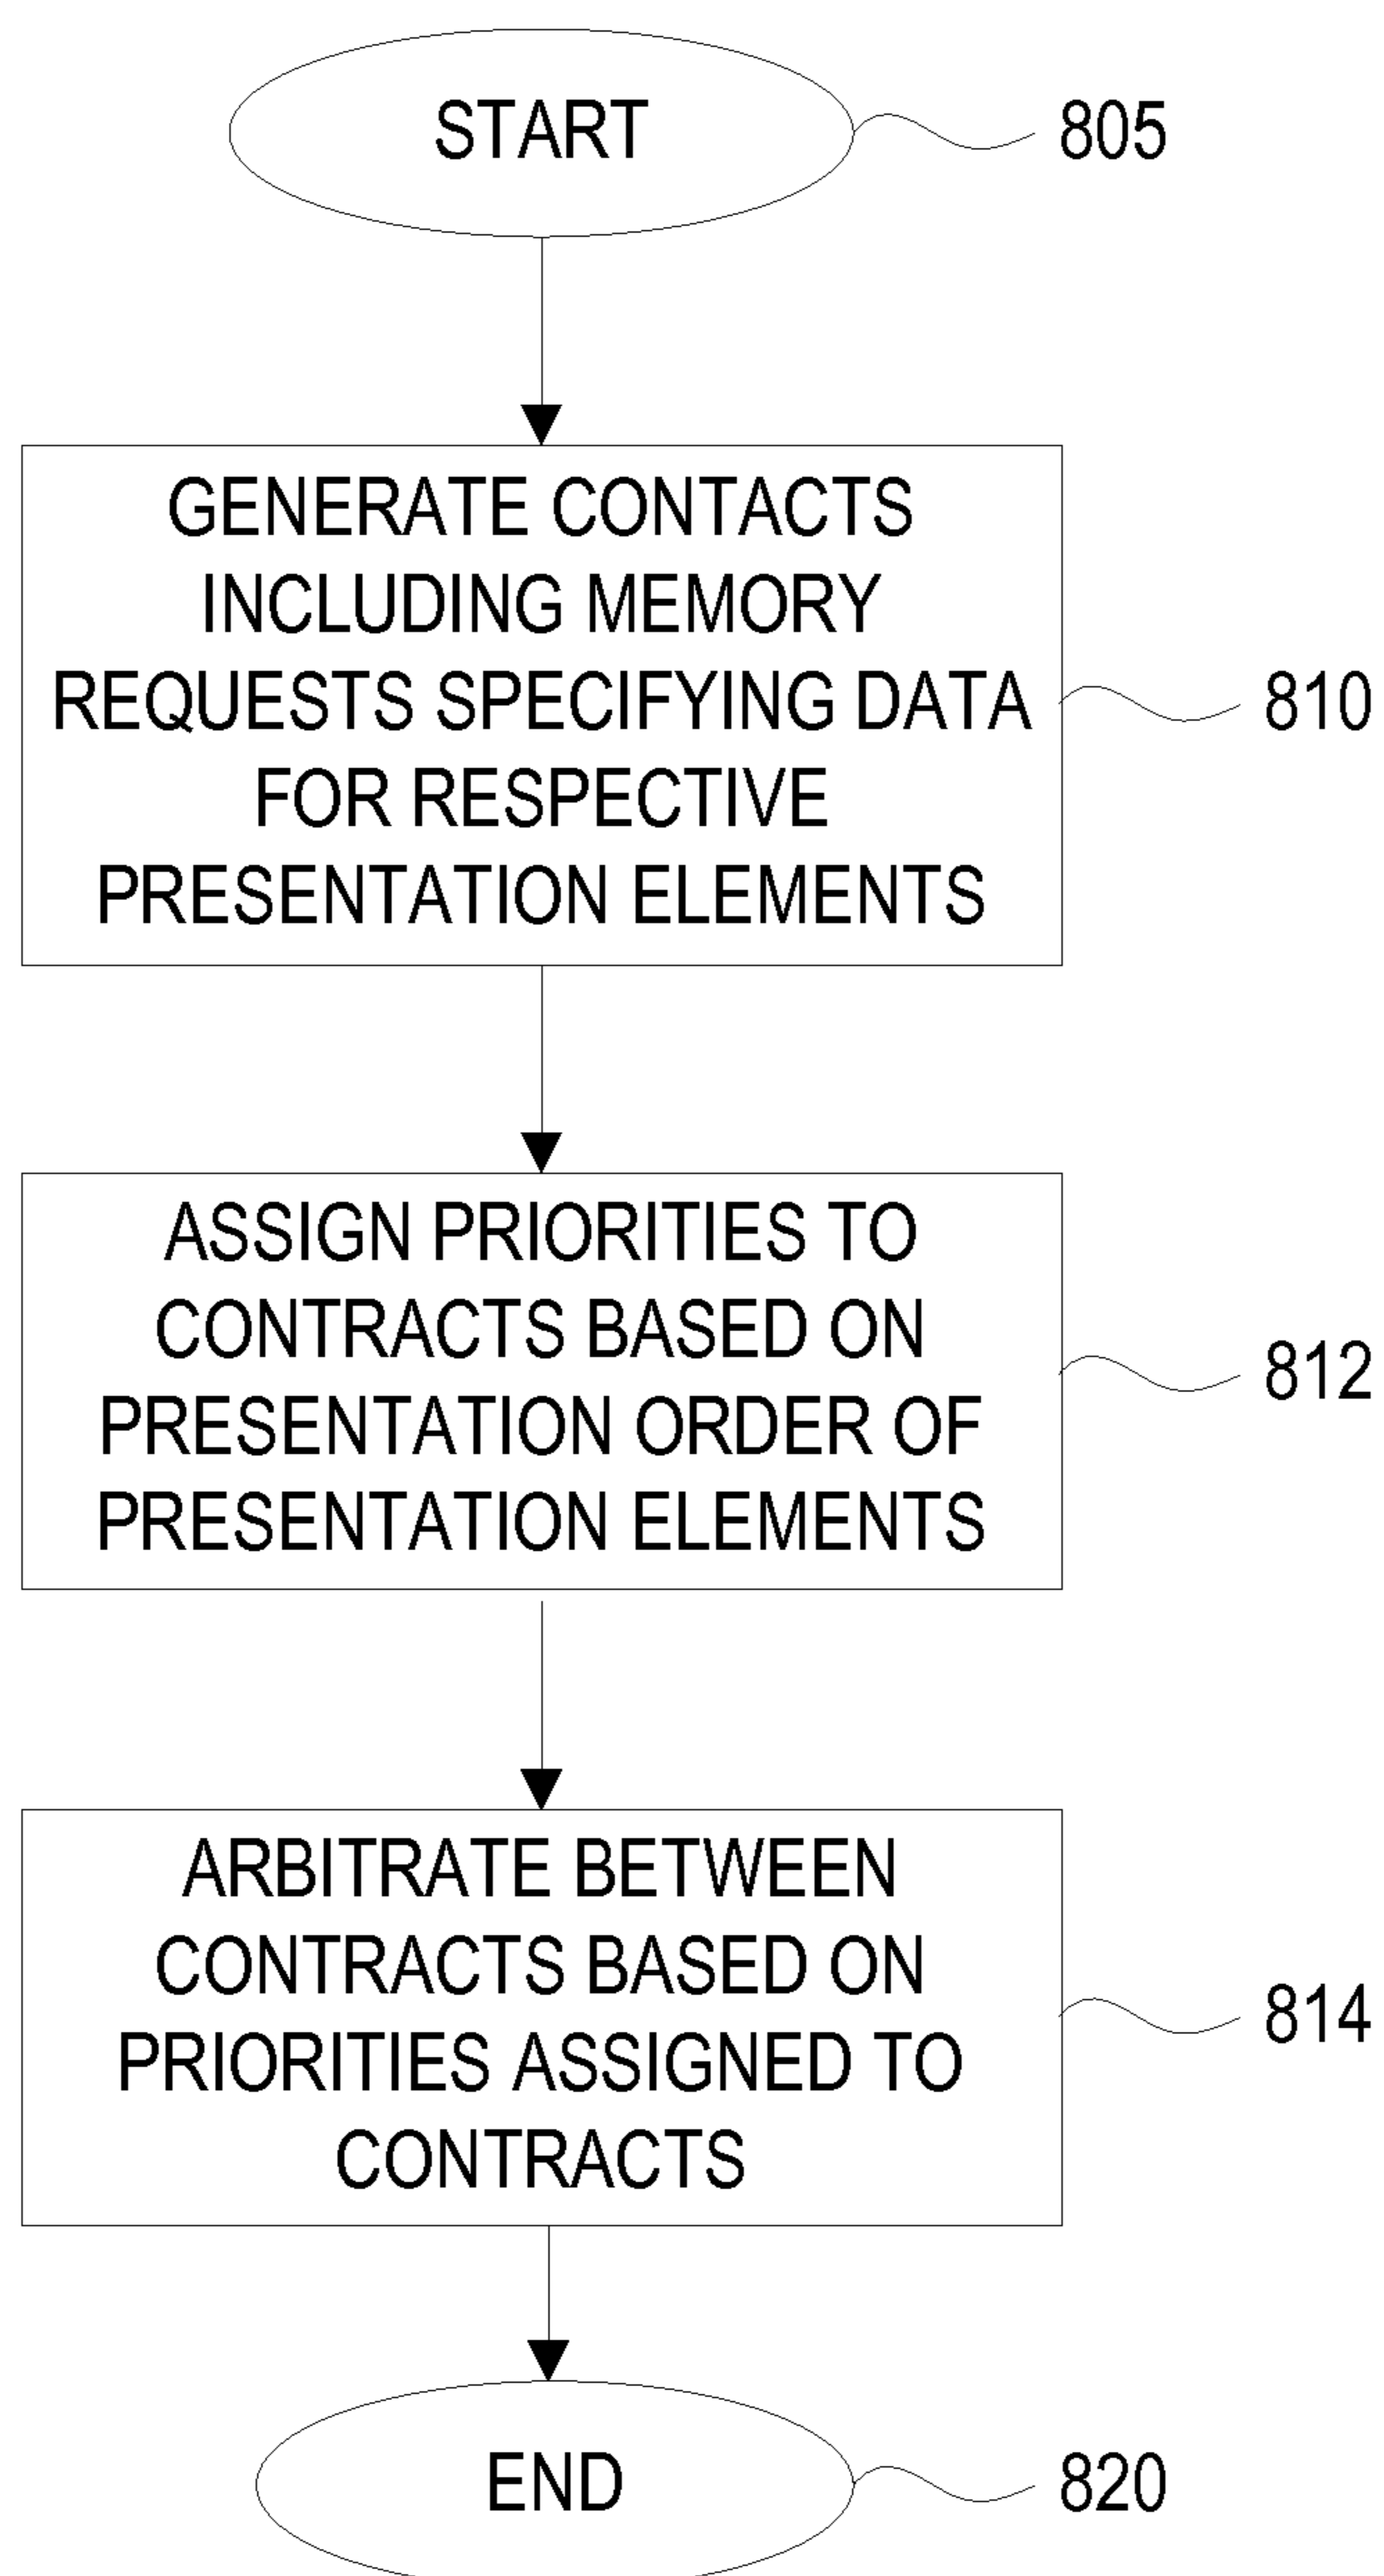 START
805
GENERATE CONTACTS
INCLUDING MEMORY
REQUESTS SPECIFYING DATA
FOR RESPECTIVE
PRESENTATION ELEMENTS
810
ASSIGN PRIORITIES TO
CONTRACTS BASED ON
PRESENTATION ORDER OF
PRESENTATION ELEMENTS
812
ARBITRATE BETWEEN
CONTRACTS BASED ON
PRIORITIES ASSIGNED TO
CONTRACTS
814
END
820